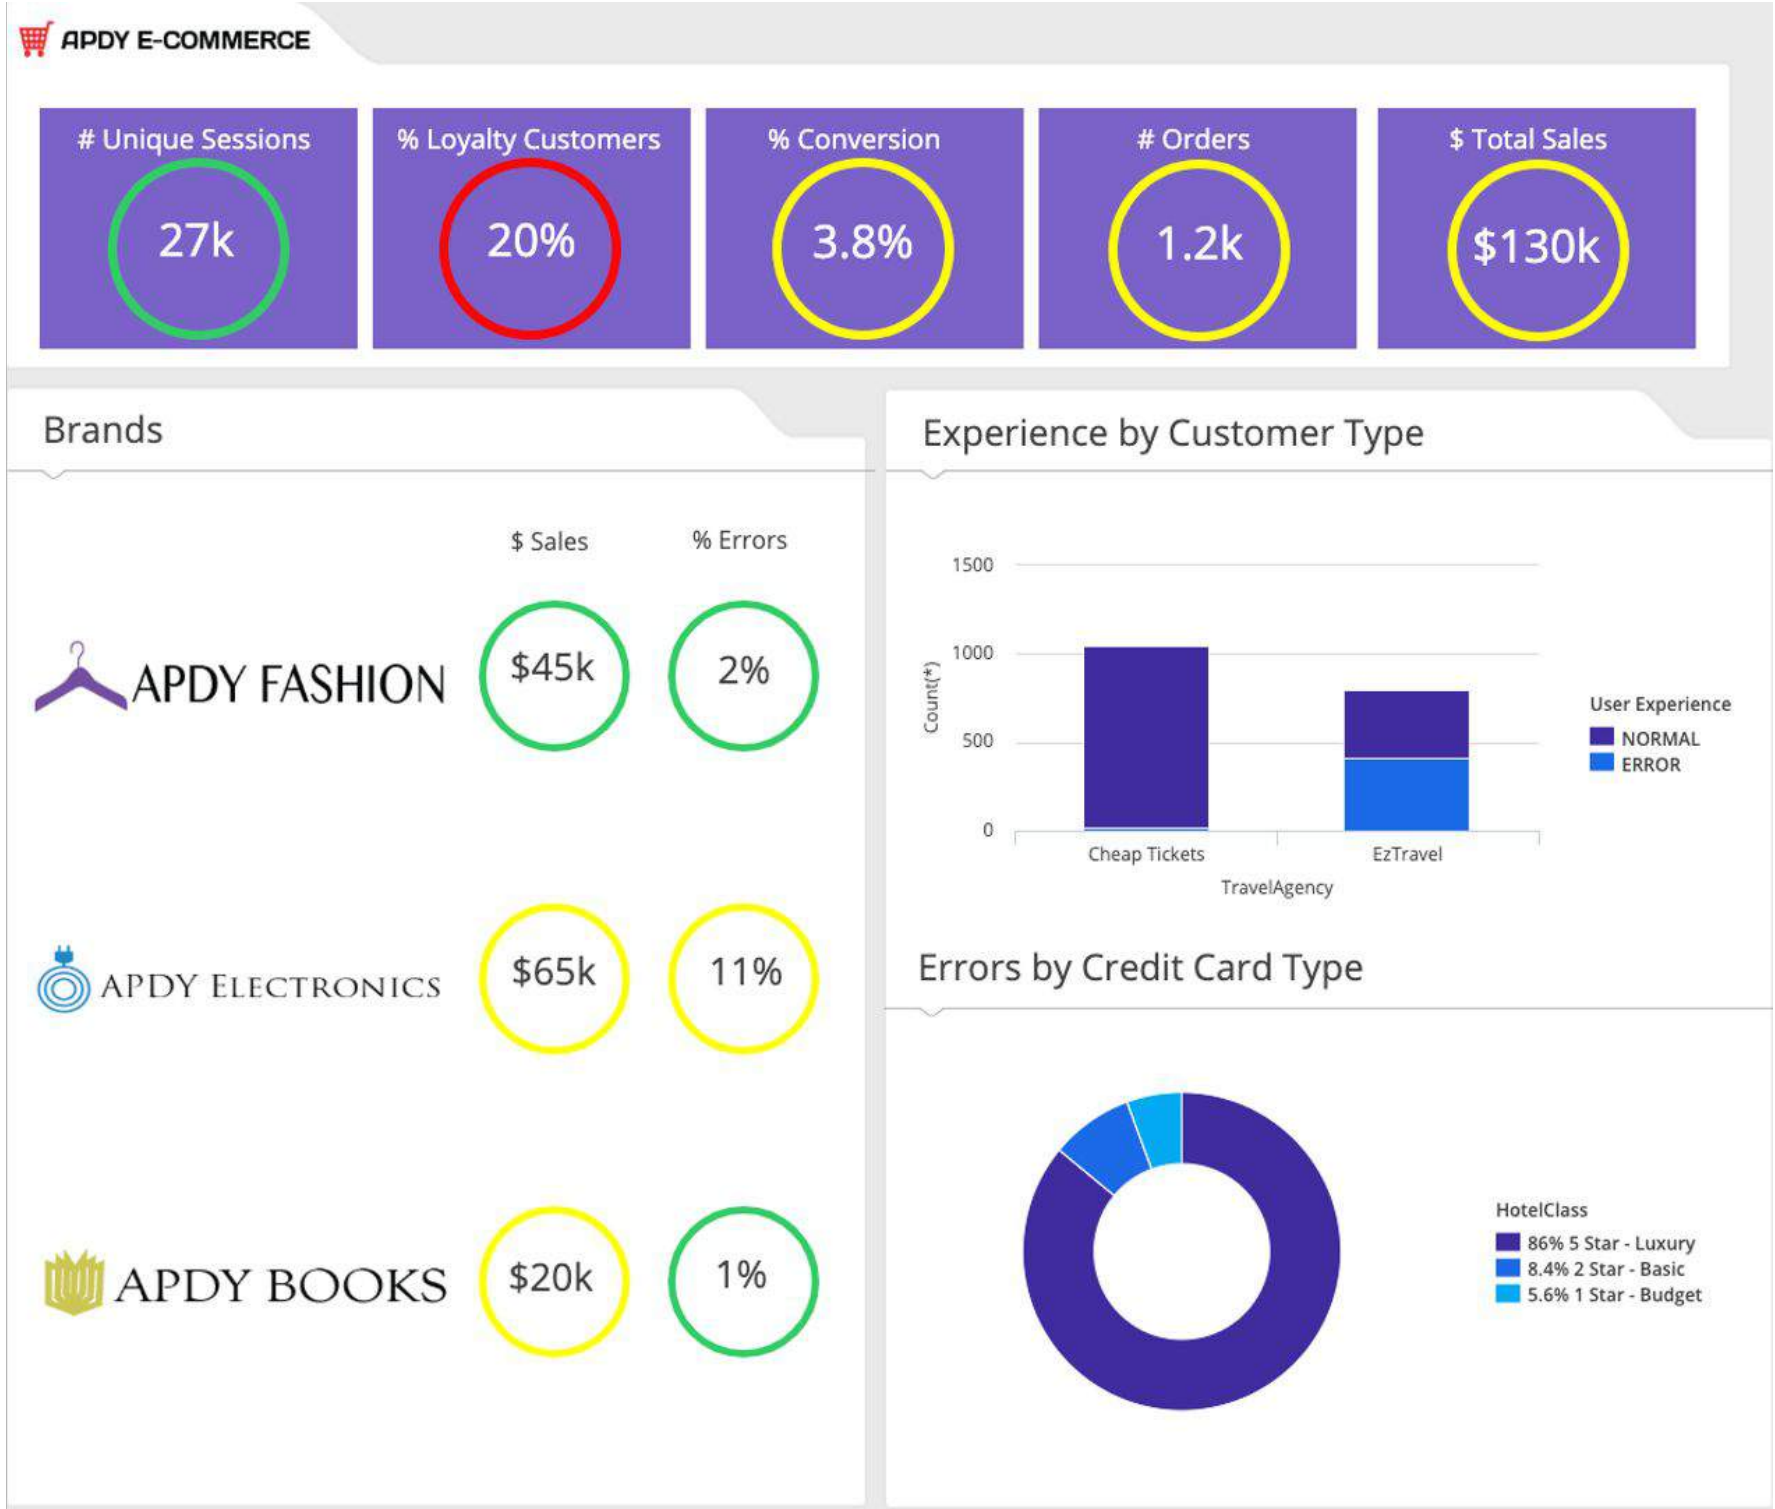 APDY E-COMMERCE
# Unique Sessions
27k
% Loyalty Customers
20%
% Conversion
3.8%
# Orders
1.2k
$ Total Sales
$130k
Brands
$ Sales
% Errors
APDY FASHION
$45k
2%
APDY ELECTRONICS
$65k
11%
APDY BOOKS
$20k
1%
Experience by Customer Type
1500
1000
500
0
Count(*)
Cheap Tickets
EzTravel
TravelAgency
User Experience
NORMAL
ERROR
Errors by Credit Card Type
HotelClass
86% 5 Star - Luxury
8.4% 2 Star - Basic
5.6% 1 Star - Budget